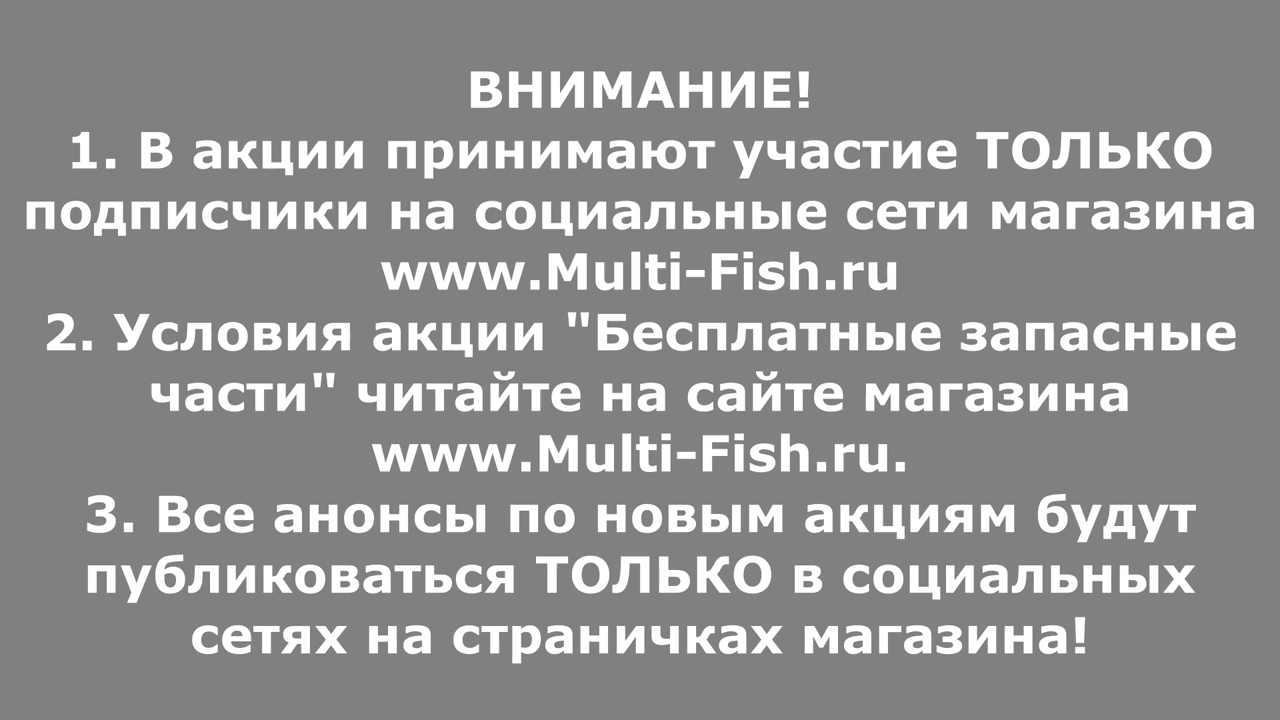 ВНИМАНИЕ!
1. В акции принимают участие ТОЛЬКО
подписчики на социальные сети магазина
www.Multi-Fish.ru
2. Условия акции "Бесплатные запасные
части" читайте на сайте магазина
www.Multi-Fish.ru.
3. Все анонсы по новым акциям будут
публиковаться ТОЛЬКО в социальных
сетях на страничках магазина!